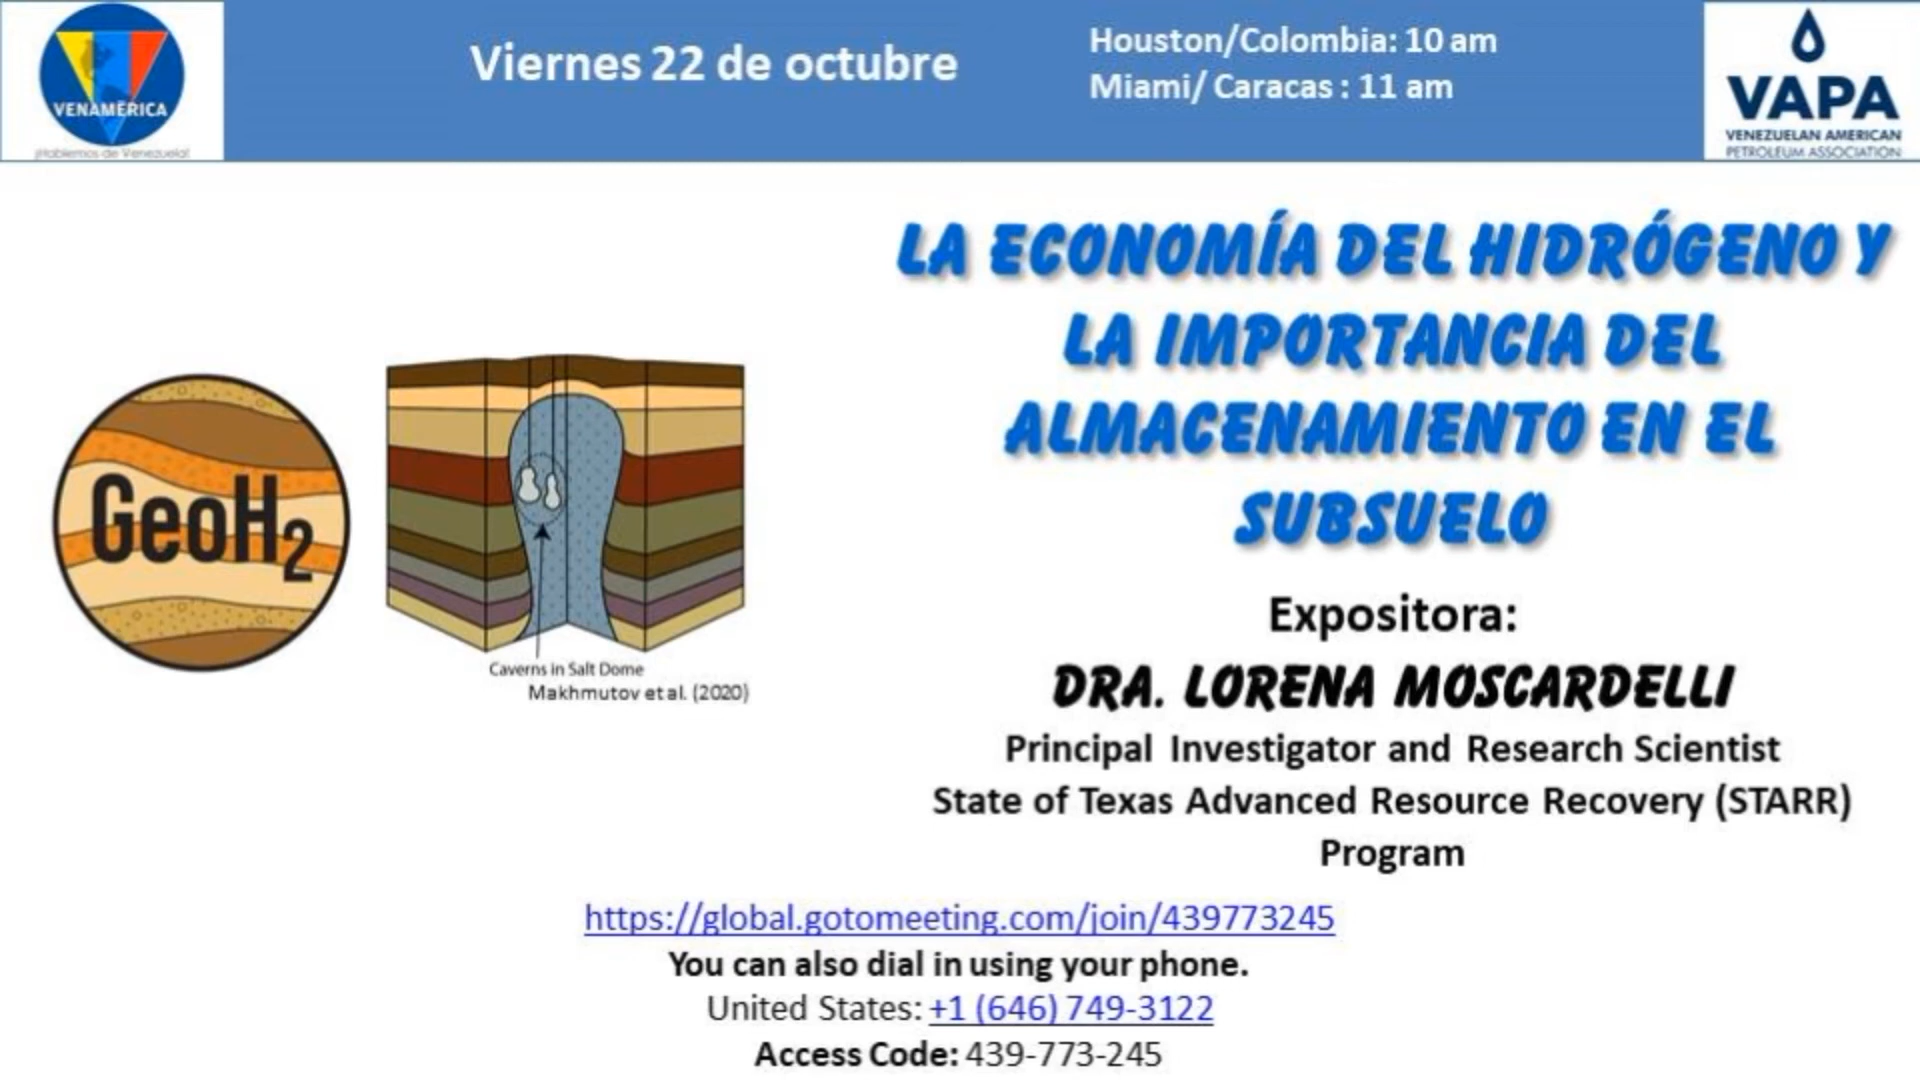 VENAMÉRICA
¡Hablemos de Venezuela!
Viernes 22 de octubre
Houston/Colombia: 10 am
Miami/ Caracas : 11 am
VAPA
VENEZUELAN AMERICAN
PETROLEUM ASSOCIATION
LA ECONOMÍA DEL HIDRÓGENO Y
LA IMPORTANCIA DEL
ALMACENAMIENTO EN EL
SUBSUELO
GeoH2
Caverns in Salt Dome
Makhmutov et al. (2020)
Expositora:
DRA. LORENA MOSCARDELLI
Principal Investigator and Research Scientist
State of Texas Advanced Resource Recovery (STARR)
Program
https://global.gotomeeting.com/join/439773245
You can also dial in using your phone.
United States: +1 (646) 749-3122
Access Code: 439-773-245